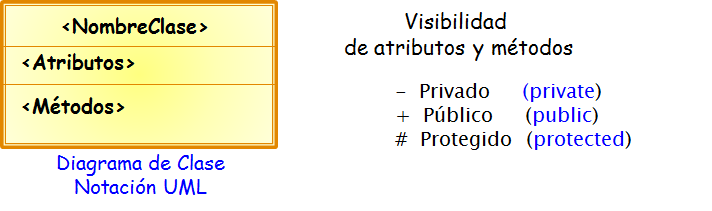 <NombreClase>
<Atributos>
<Métodos>
Diagrama de Clase
Notación UML
Visibilidad
de atributos y métodos
- Privado (private)
+ Público (public)
# Protegido (protected)